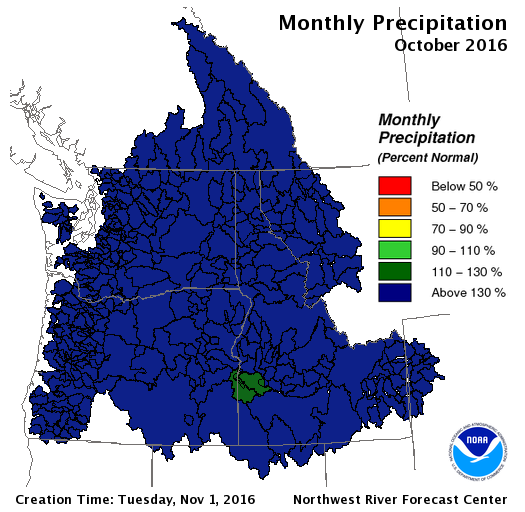 Monthly Precipitation
October 2016
Monthly
Precipitation
(Percent Normal)
Below 50 %
50 – 70 %
70 – 90 %
90 – 110 %
110 – 130 %
Above 130 %
NOAA
Creation Time: Tuesday, Nov 1, 2016
Northwest River Forecast Center